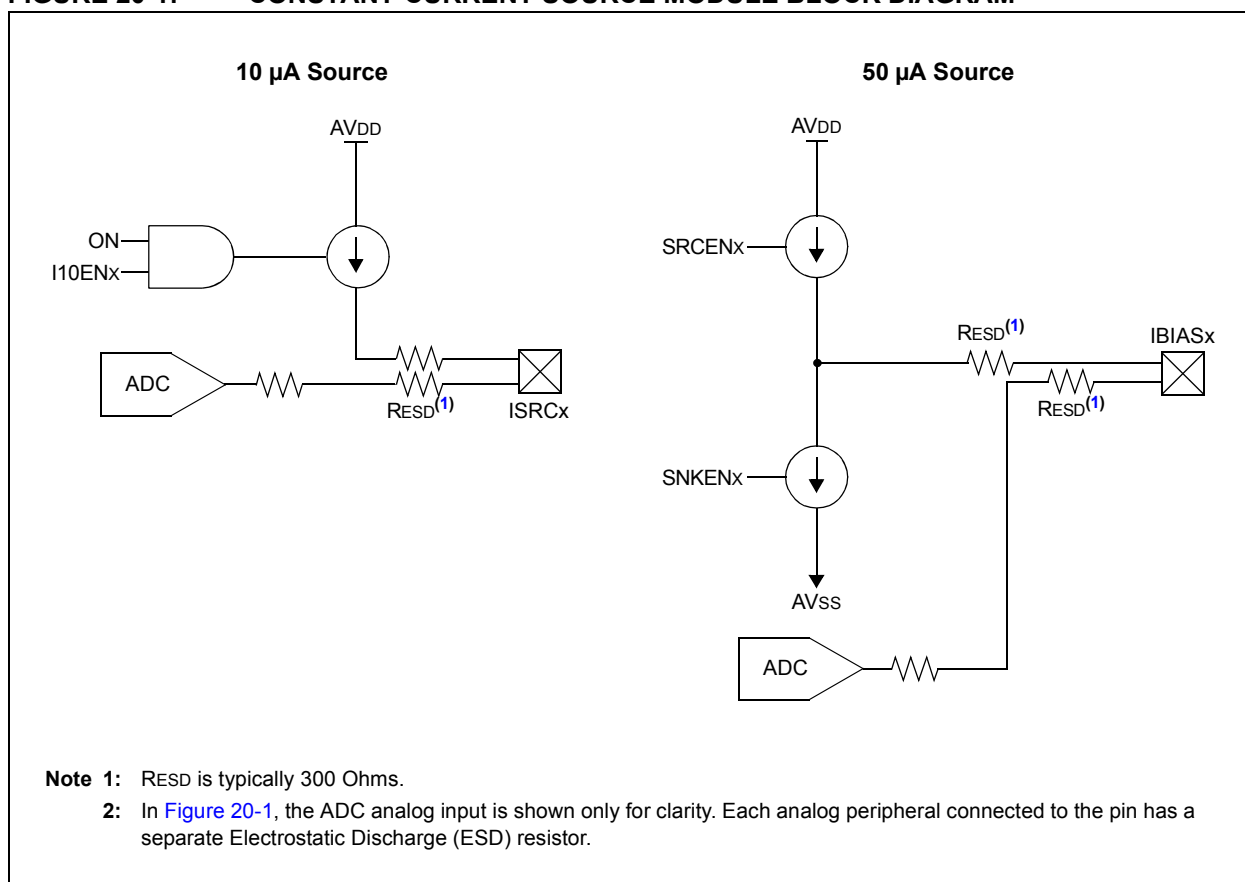 FIGURE 20-1: CONSTANT CURRENT SOURCE MODULE BLOCK DIAGRAM
10 µA Source
50 µA Source
AVDD
AVDD
ON
I10ENx
SRCENx
ADC
RESD(1)
ISRCx
RESD(1)
IBIASx
RESD(1)
SNKENx
AVSS
ADC
Note 1: RESD is typically 300 Ohms.
2: In Figure 20-1, the ADC analog input is shown only for clarity. Each analog peripheral connected to the pin has a
separate Electrostatic Discharge (ESD) resistor.